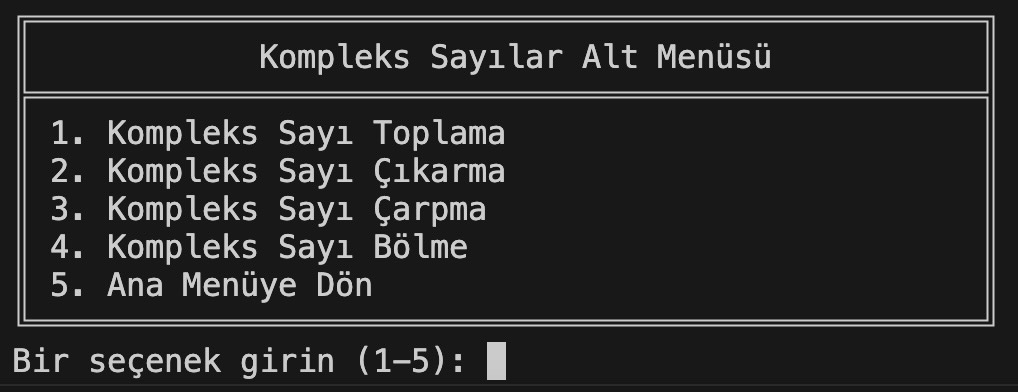 Kompleks Sayılar Alt Menüsü
1. Kompleks Sayı Toplama
2. Kompleks Sayı Çıkarma
3. Kompleks Sayı Çarpma
4. Kompleks Sayı Bölme
5. Ana Menüye Dön
Bir seçenek girin (1-5):